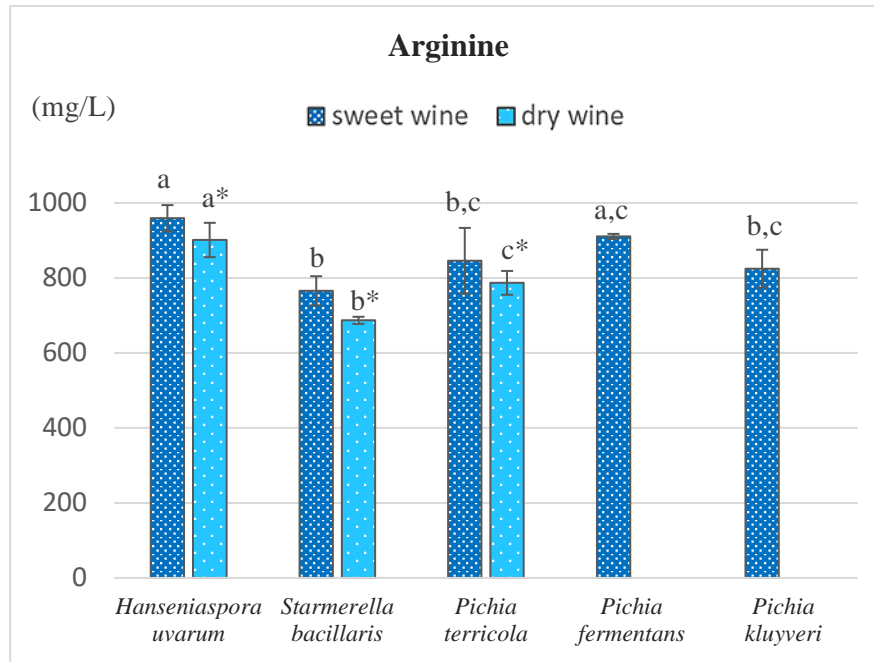 Arginine
(mg/L)
sweet wine dry wine
a a* b b* b,c c* a,c b,c
1000
800
600
400
200
0
Hanseniaspora uvarum
Starmerella bacillaris
Pichia terricola
Pichia fermentans
Pichia kluyveri